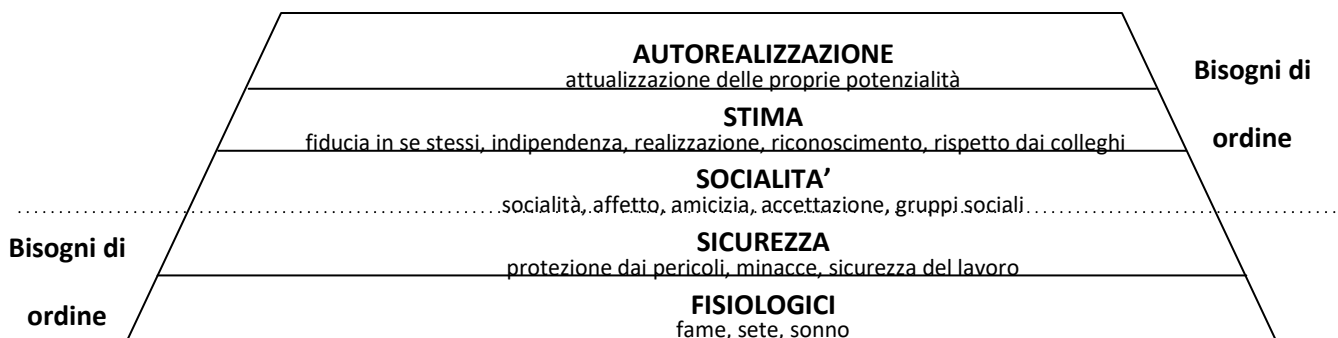 AUTOREALIZZAZIONE
attualizzazione delle proprie potenzialità
Bisogni di
ordine
STIMA
fiducia in se stessi, indipendenza, realizzazione, riconoscimento, rispetto dai colleghi
SOCIALITA’
socialità, affetto, amicizia, accettazione, gruppi sociali
Bisogni di
ordine
SICUREZZA
protezione dai pericoli, minacce, sicurezza del lavoro
FISIOLOGICI
fame, sete, sonno